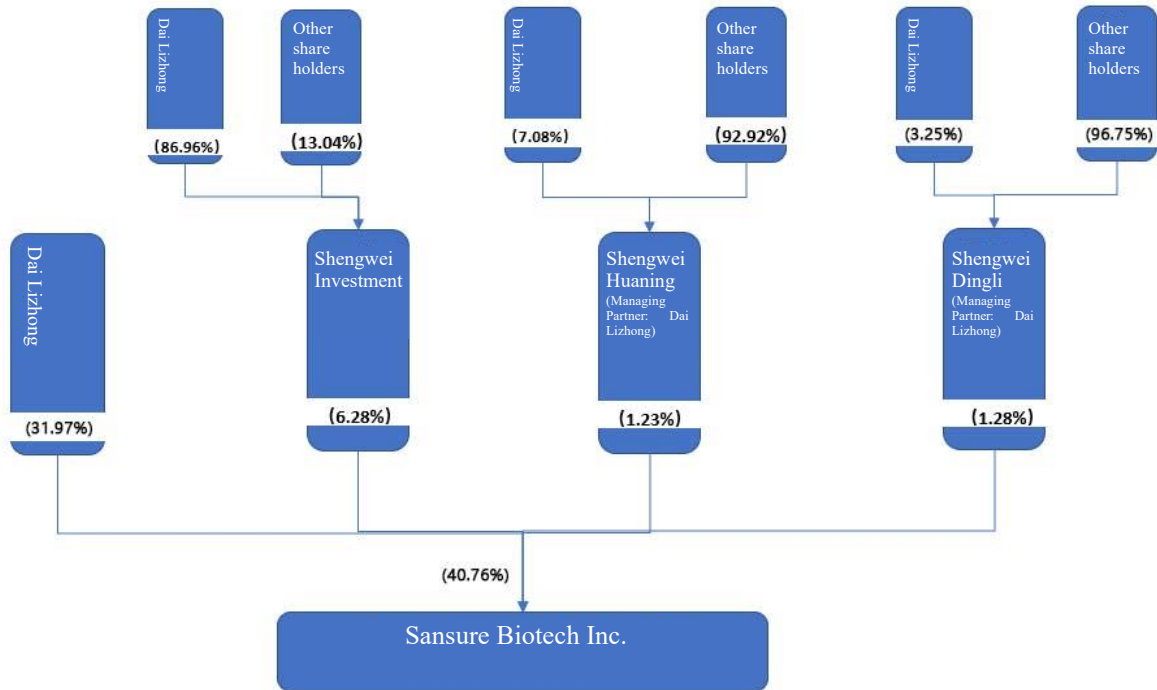 Dai Lizhong
(86.96%)
Other
share
holders
(13.04%)
Dai Lizhong
(7.08%)
Other
share
holders
(92.92%)
Dai Lizhong
(3.25%)
Other
share
holders
(96.75%)
Dai Lizhong
(31.97%)
Shengwei
Investment
(6.28%)
Shengwei
Huaning
(Managing
Partner: Dai
Lizhong)
(1.23%)
Shengwei
Dingli
(Managing
Partner: Dai
Lizhong)
(1.28%)
(40.76%)
Sansure Biotech Inc.